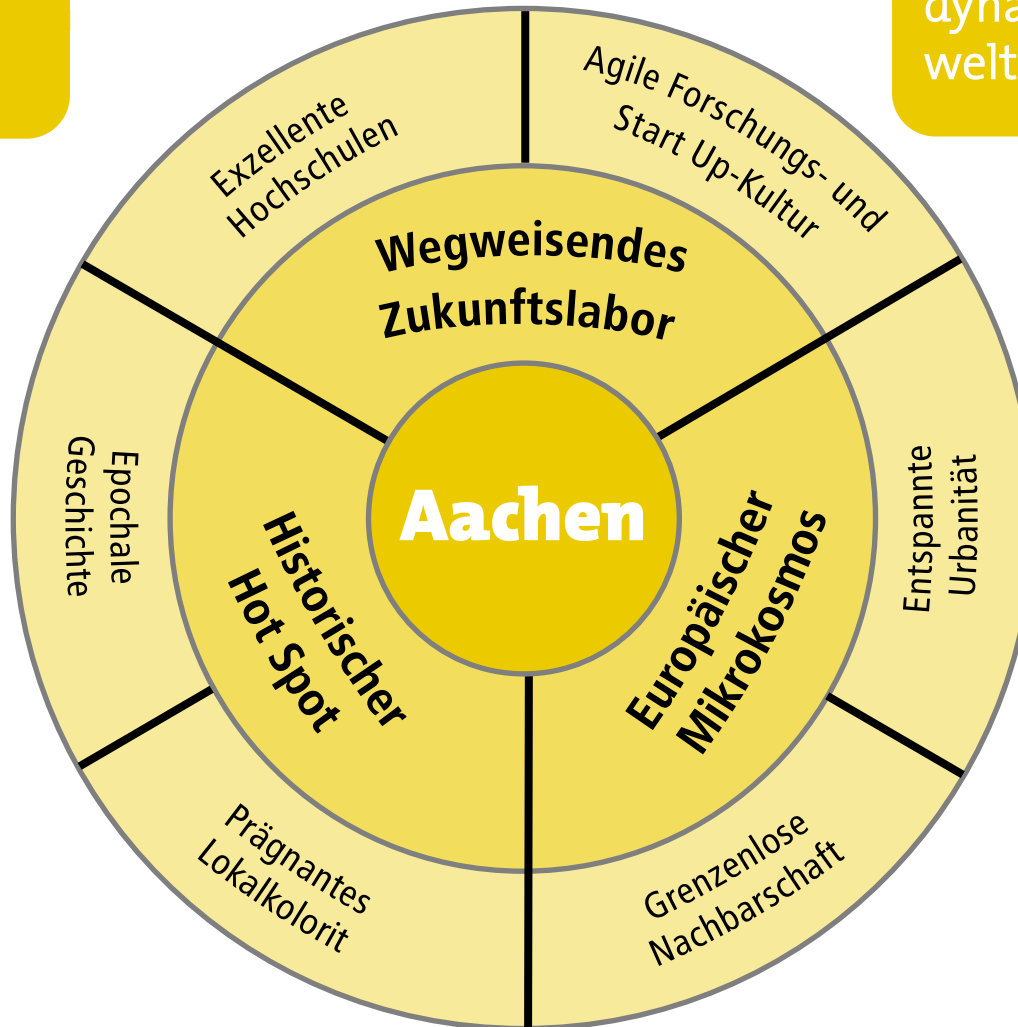 welt
Exzellente
Hochschulen
Agile Forschungs- und
Start Up-Kultur
Wegweisendes
Zukunftslabor
Aachen
Epochale
Geschichte
Historischer
Hot Spot
Europäischer
Mikrokosmos
Entspannte
Urbanität
Prägnantes
Lokalkolorit
Grenzenlose
Nachbarschaft